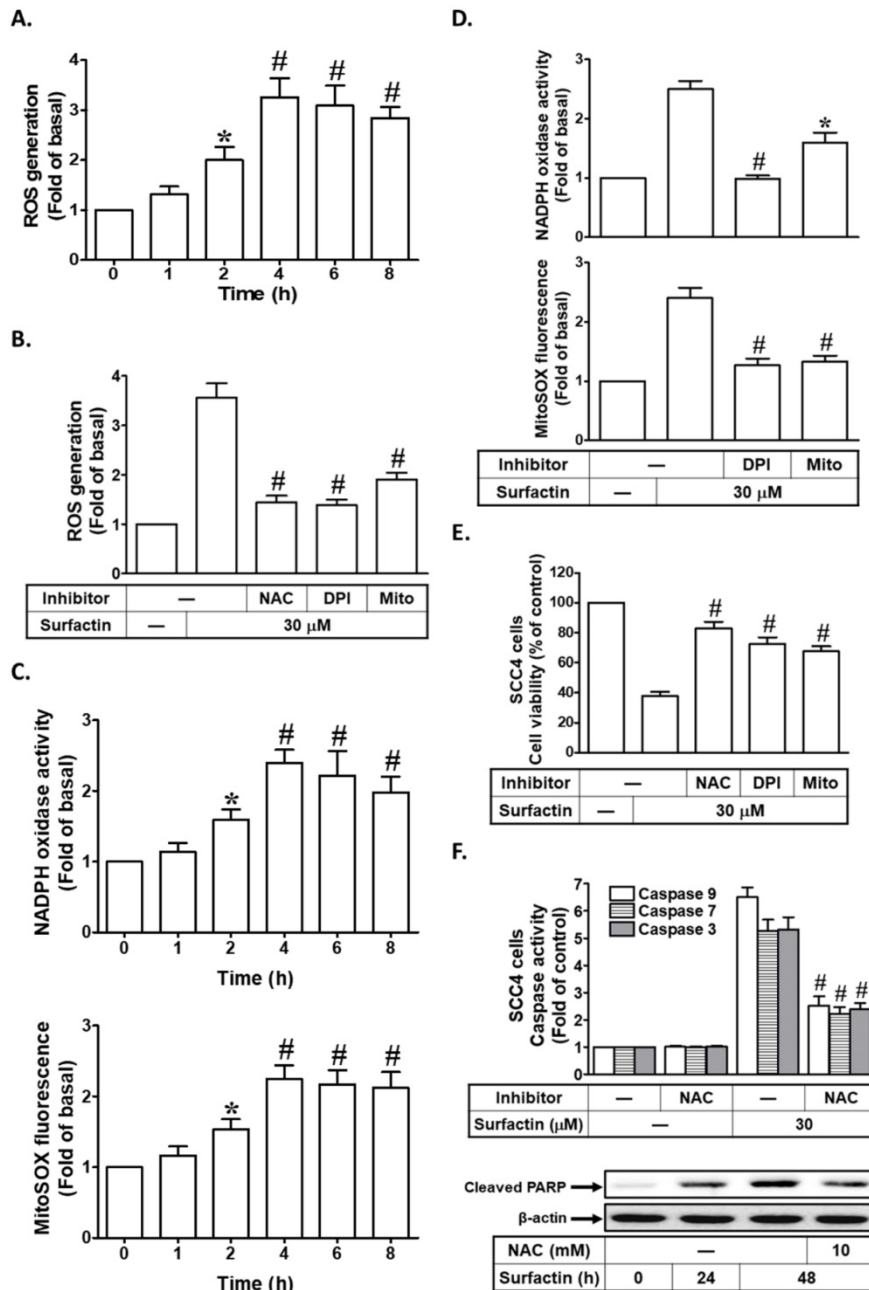 A.
ROS generation
(Fold of basal)
4
3
2
1
0
*
#
#
#
0 1 2 4 6 8
Time (h)
B.
ROS generation
(Fold of basal)
4
3
2
1
0
#
#
#
Inhibitor — NAC DPI Mito
Surfactin — 30 μM
C.
NADPH oxidase activity
(Fold of basal)
3
2
1
0
*
#
#
#
0 1 2 4 6 8
Time (h)
MitoSOX fluorescence
(Fold of basal)
3
2
1
0
*
#
#
#
0 1 2 4 6 8
Time (h)
D.
NADPH oxidase activity
(Fold of basal)
3
2
1
0
#
*
MitoSOX fluorescence
(Fold of basal)
3
2
1
0
#
#
Inhibitor — DPI Mito
Surfactin — 30 μM
E.
SCC4 cells
Cell viability (% of control)
120
100
80
60
40
20
0
#
#
#
Inhibitor — NAC DPI Mito
Surfactin — 30 μM
F.
SCC4 cells
Caspase activity
(Fold of control)
7
6
5
4
3
2
1
0
Caspase 9
Caspase 7
Caspase 3
# # #
Inhibitor — NAC — NAC
Surfactin (μM) — 30
Cleaved PARP
β-actin
NAC (mM) — 10
Surfactin (h) 0 24 48